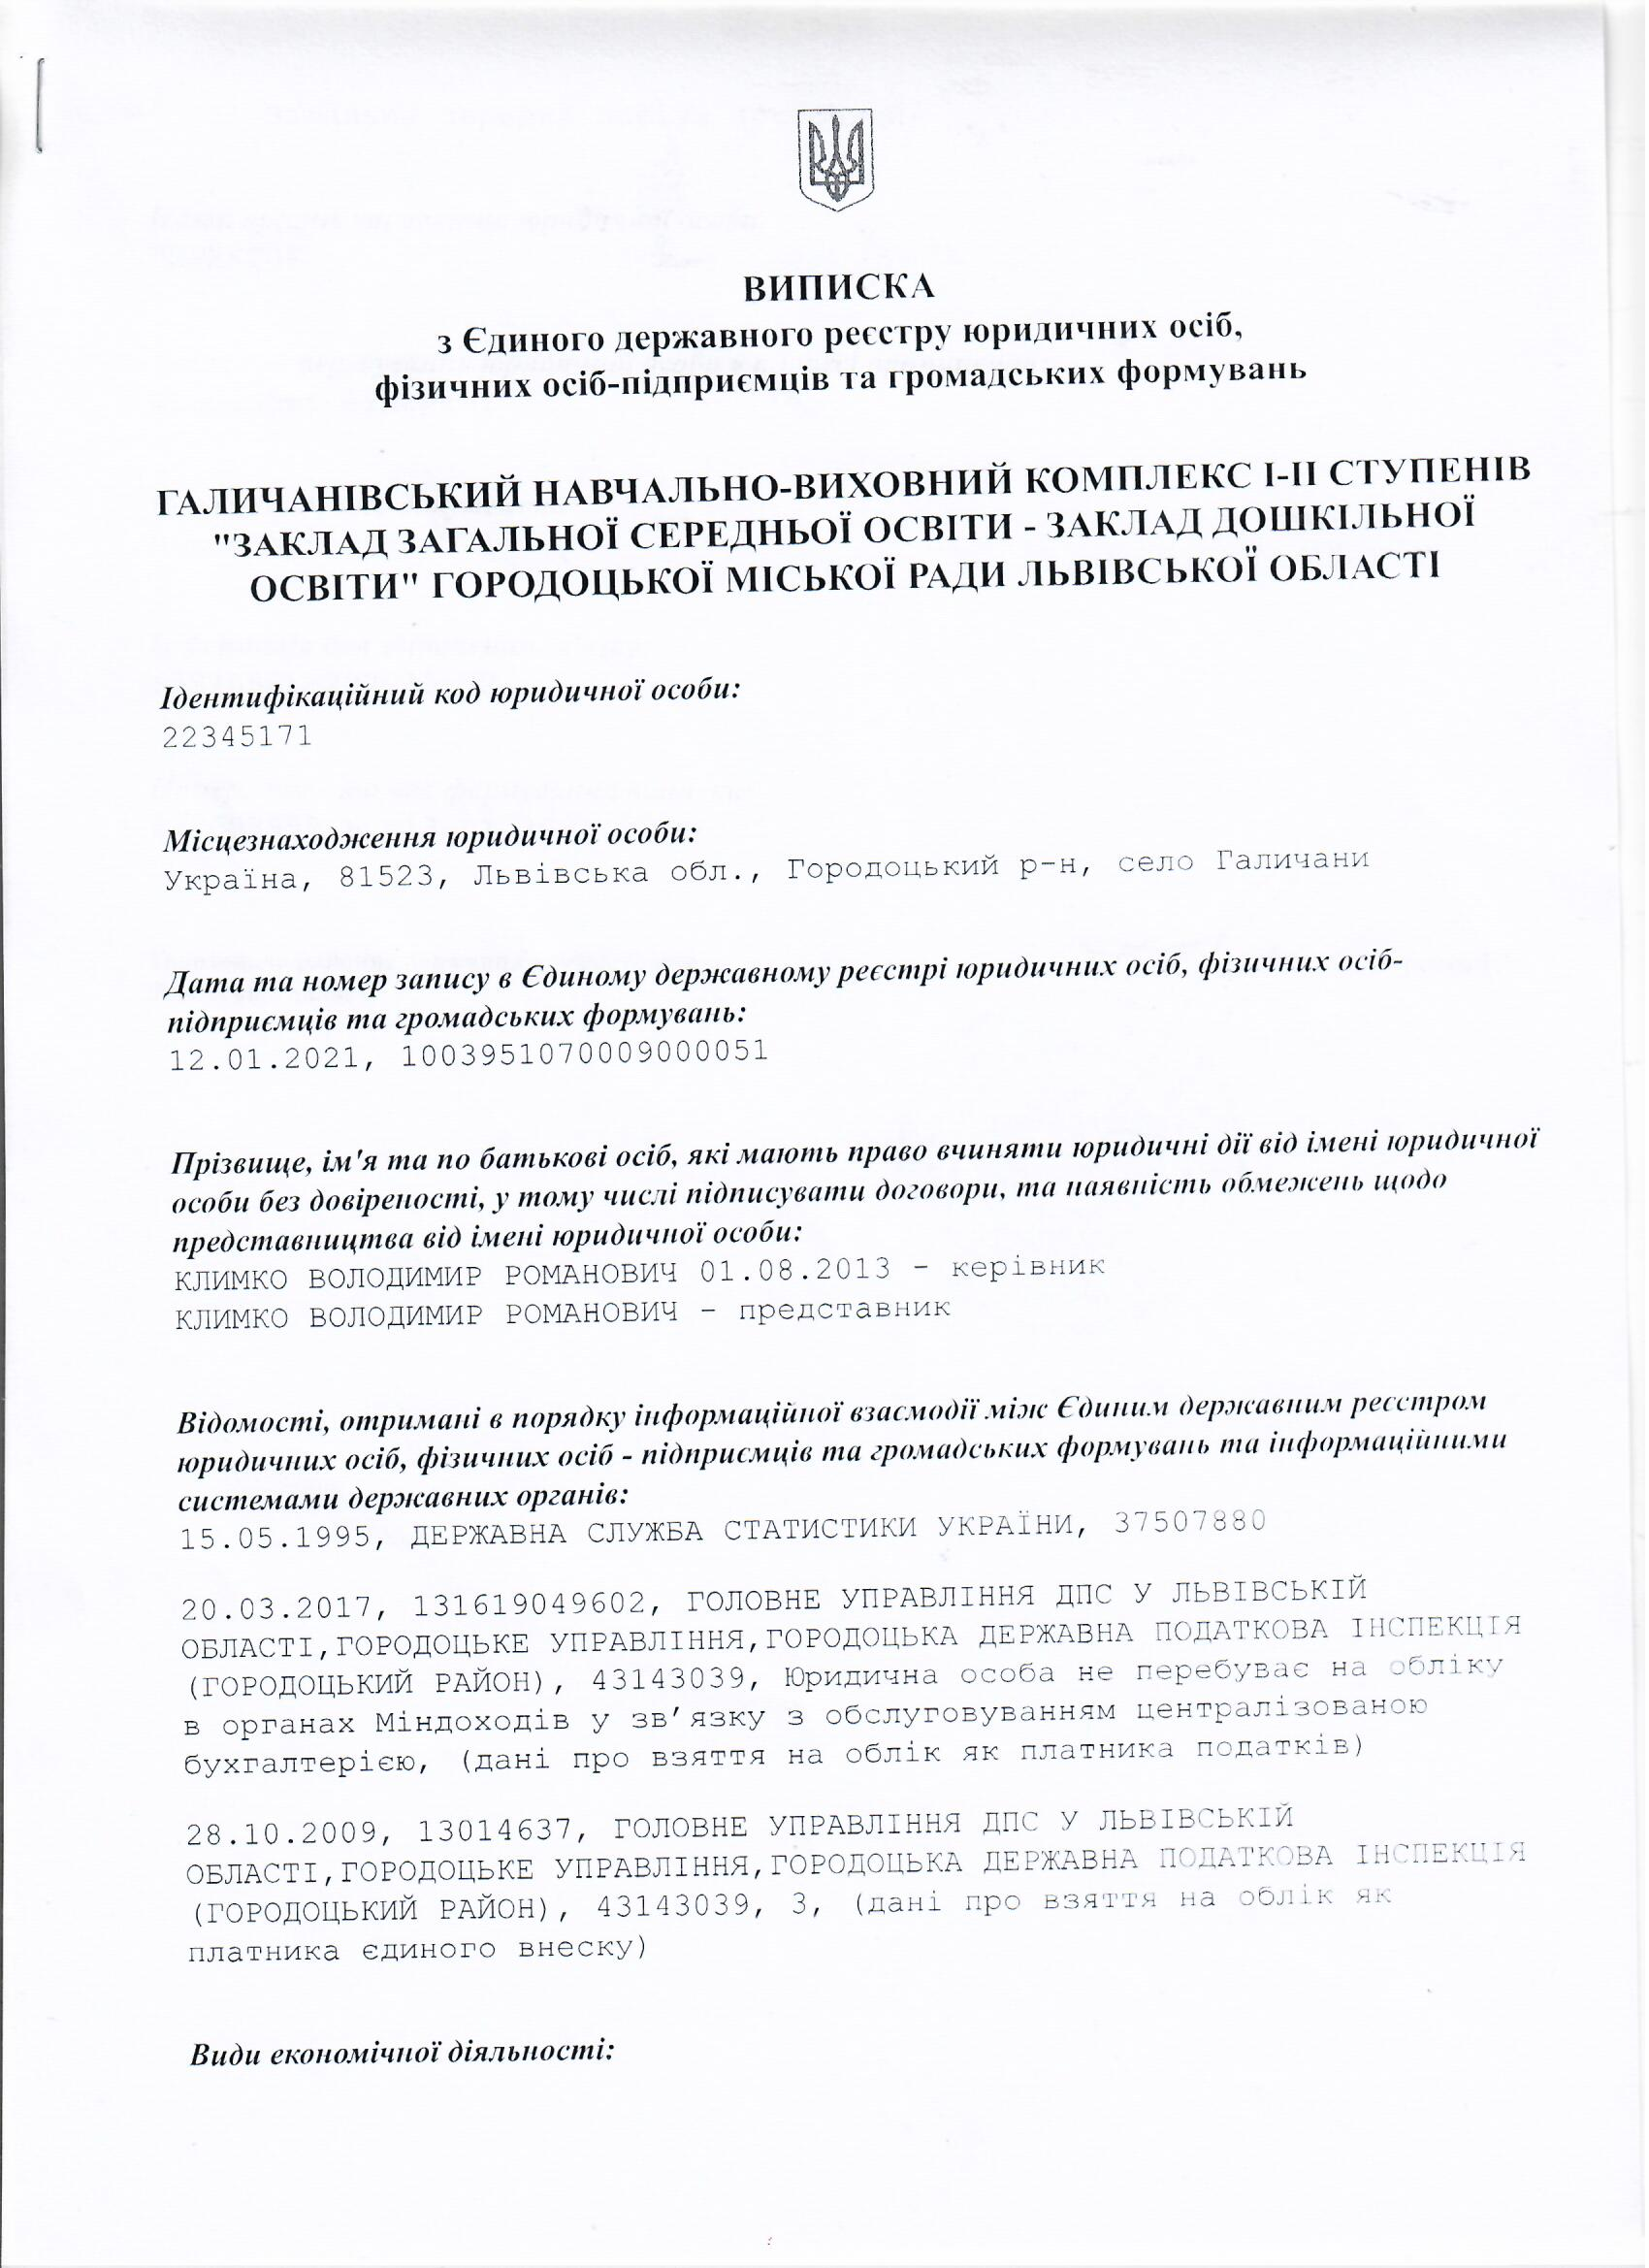 ВИПИСКА
з Єдиного державного реєстру юридичних осіб,
фізичних осіб-підприємців та громадських формувань
ГАЛИЧАНІВСЬКИЙ НАВЧАЛЬНО-ВИХОВНИЙ КОМПЛЕКС І-ІІ СТУПЕНІВ
"ЗАКЛАД ЗАГАЛЬНОЇ СЕРЕДНЬОЇ ОСВІТИ - ЗАКЛАД ДОШКІЛЬНОЇ
ОСВІТИ" ГОРОДОЦЬКОЇ МІСЬКОЇ РАДИ ЛЬВІВСЬКОЇ ОБЛАСТІ
Ідентифікаційний код юридичної особи:
22345171
Місцезнаходження юридичної особи:
Україна, 81523, Львівська обл., Городоцький р-н, село Галичани
Дата та номер запису в Єдиному державному реєстрі юридичних осіб, фізичних осіб-
підприємців та громадських формувань:
12.01.2021, 1003951070009000051
Прізвище, ім'я та по батькові осіб, які мають право вчиняти юридичні дії від імені юридичної
особи без довіреності, у тому числі підписувати договори, та наявність обмежень щодо
представництва від імені юридичної особи:
КЛИМКО ВОЛОДИМИР РОМАНОВИЧ 01.08.2013 - керівник
КЛИМКО ВОЛОДИМИР РОМАНОВИЧ - представник
Відомості, отримані в порядку інформаційної взаємодії між Єдиним державним реєстром
юридичних осіб, фізичних осіб - підприємців та громадських формувань та інформаційними
системами державних органів:
15.05.1995, ДЕРЖАВНА СЛУЖБА СТАТИСТИКИ УКРАЇНИ, 37507880
20.03.2017, 131619049602, ГОЛОВНЕ УПРАВЛІННЯ ДПС У ЛЬВІВСЬКІЙ
ОБЛАСТІ,ГОРОДОЦЬКЕ УПРАВЛІННЯ,ГОРОДОЦЬКА ДЕРЖАВНА ПОДАТКОВА ІНСПЕКЦІЯ
(ГОРОДОЦЬКИЙ РАЙОН), 43143039, Юридична особа не перебуває на обліку
в органах Міндоходів у зв’язку з обслуговуванням централізованою
бухгалтерією, (дані про взяття на облік як платника податків)
28.10.2009, 13014637, ГОЛОВНЕ УПРАВЛІННЯ ДПС У ЛЬВІВСЬКІЙ
ОБЛАСТІ,ГОРОДОЦЬКЕ УПРАВЛІННЯ,ГОРОДОЦЬКА ДЕРЖАВНА ПОДАТКОВА ІНСПЕКЦІЯ
(ГОРОДОЦЬКИЙ РАЙОН), 43143039, 3, (дані про взяття на облік як
платника єдиного внеску)
Види економічної діяльності: